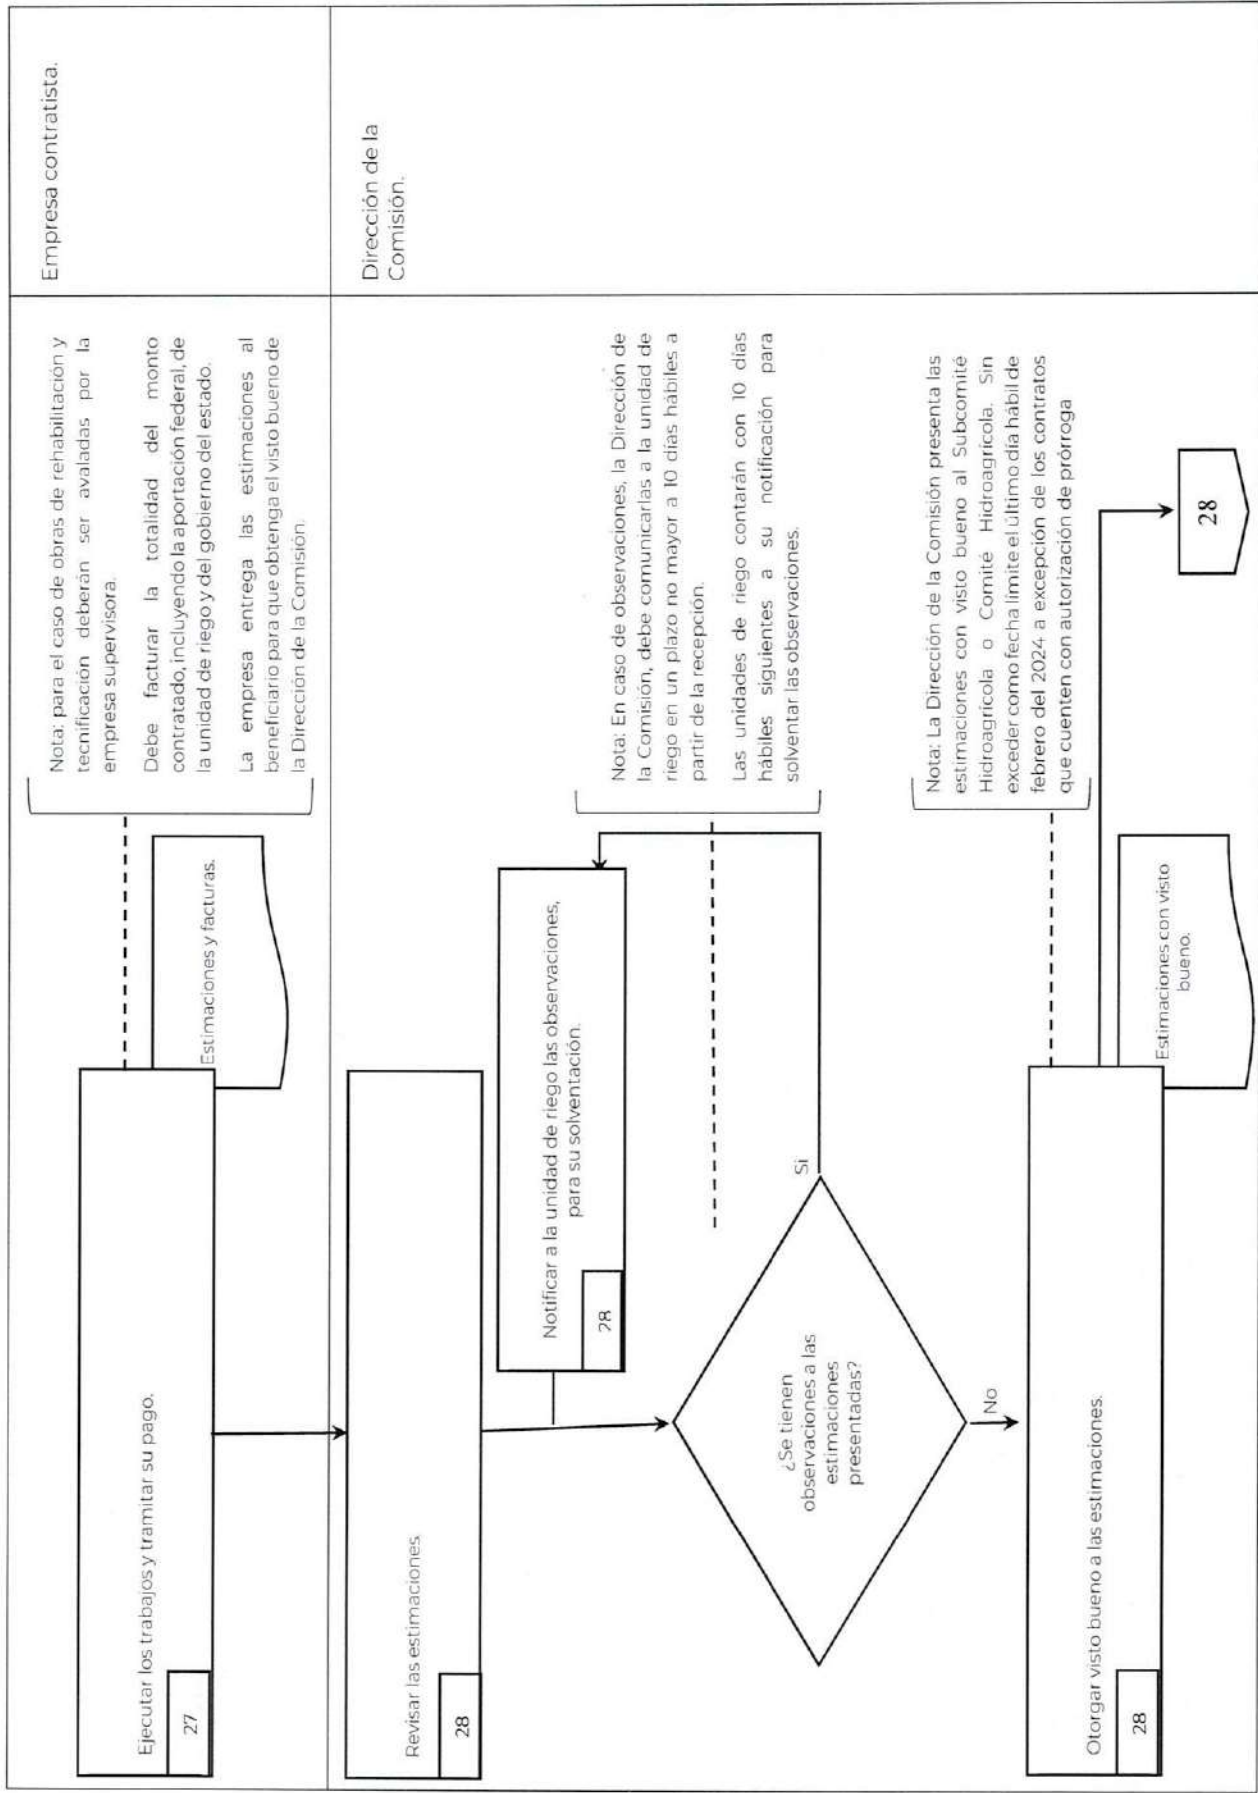 Ejecutar los trabajos y tramitar su pago.
27
Estimaciones y facturas.
Nota: para el caso de obras de rehabilitación y
tecnificación deberán ser avaladas por la
empresa supervisora.
Debe facturar la totalidad del monto
contratado, incluyendo la aportación federal, de
la unidad de riego y del gobierno del estado.
La empresa entrega las estimaciones al
beneficiario para que obtenga el visto bueno de
la Dirección de la Comisión.
Empresa contratista.
Revisar las estimaciones.
28
Notificar a la unidad de riego las observaciones,
para su solventación.
28
¿Se tienen
observaciones a las
estimaciones
presentadas?
Si
No
Nota: En caso de observaciones, la Dirección de
la Comisión, debe comunicarlas a la unidad de
riego en un plazo no mayor a 10 días hábiles a
partir de la recepción.
Las unidades de riego contarán con 10 días
hábiles siguientes a su notificación para
solventar las observaciones.
Dirección de la
Comisión.
Otorgar visto bueno a las estimaciones.
28
Estimaciones con visto
bueno.
Nota: La Dirección de la Comisión presenta las
estimaciones con visto bueno al Subcomité
Hidroagrícola o Comité Hidroagrícola. Sin
exceder como fecha límite el último día hábil de
febrero del 2024 a excepción de los contratos
que cuenten con autorización de prórroga
28